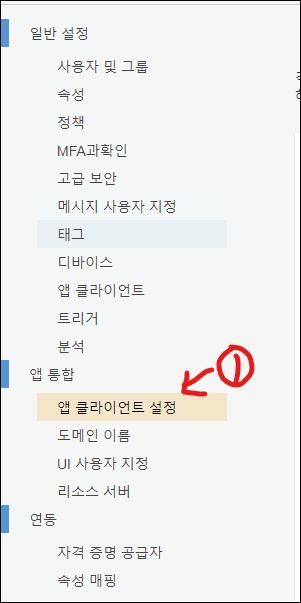 일반 설정
사용자 및 그룹
속성
정책
MFA과확인
고급 보안
메시지 사용자 지정
태그
디바이스
앱 클라이언트
트리거
분석
앱 통합
①
앱 클라이언트 설정
도메인 이름
UI 사용자 지정
리소스 서버
연동
자격 증명 공급자
속성 매핑